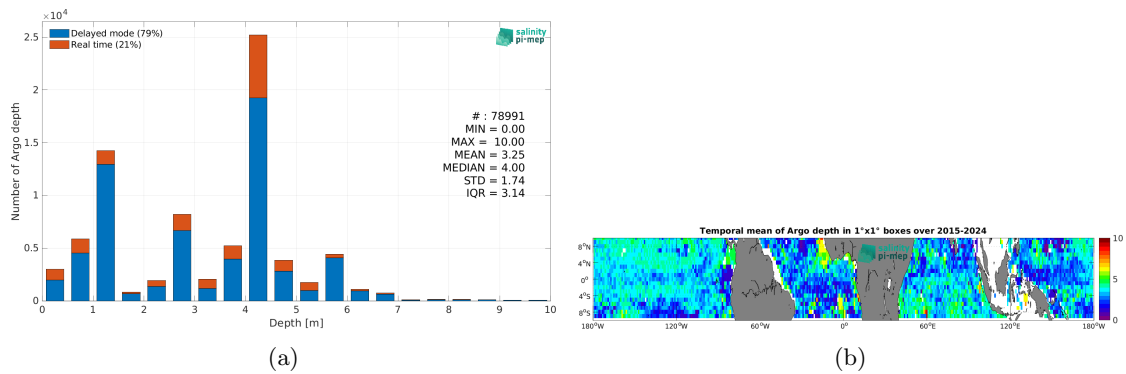 ×10⁴
Delayed mode (79%)
Real time (21%)
salinity
pi-mep
2.5
2
1.5
1
0.5
0
Number of Argo depth
# : 78991
MIN = 0.00
MAX = 10.00
MEAN = 3.25
MEDIAN = 4.00
STD = 1.74
IQR = 3.14
0 1 2 3 4 5 6 7 8 9 10
Depth [m]
(a)
Temporal mean of Argo depth in 1°x1° boxes over 2015-2024
salinity
pi-mep
8°N
4°N
0°
4°S
8°S
180°W 120°W 60°W 0° 60°E 120°E 180°W
10
5
0
(b)